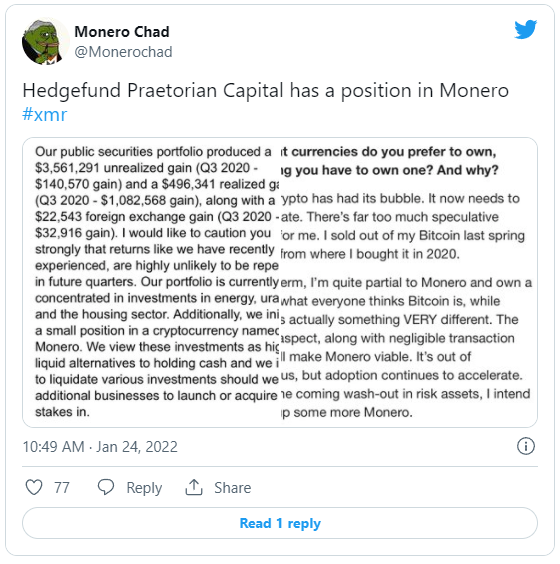 Monero Chad
@Monerochad
Hedgefund Praetorian Capital has a position in Monero
#xmr
Our public securities portfolio produced a
$3,561,291 unrealized gain (Q3 2020 -
$140,570 gain) and a $496,341 realized ga
(Q3 2020 - $1,082,568 gain), along with a
$22,543 foreign exchange gain (Q3 2020 -
$32,916 gain). I would like to caution you
strongly that returns like we have recently
experienced, are highly unlikely to be repe
in future quarters. Our portfolio is currently
concentrated in investments in energy, ura
and the housing sector. Additionally, we ini
a small position in a cryptocurrency named
Monero. We view these investments as hig
liquid alternatives to holding cash and we i
to liquidate various investments should we
additional businesses to launch or acquire
stakes in.
t currencies do you prefer to own,
ng you have to own one? And why?
ypto has had its bubble. It now needs to
ate. There's far too much speculative
for me. I sold out of my Bitcoin last spring
from where I bought it in 2020.
erm, I'm quite partial to Monero and own a
what everyone thinks Bitcoin is, while
s actually something VERY different. The
aspect, along with negligible transaction
ll make Monero viable. It's out of
us, but adoption continues to accelerate.
he coming wash-out in risk assets, I intend
up some more Monero.
10:49 AM · Jan 24, 2022
77 Reply Share
Read 1 reply